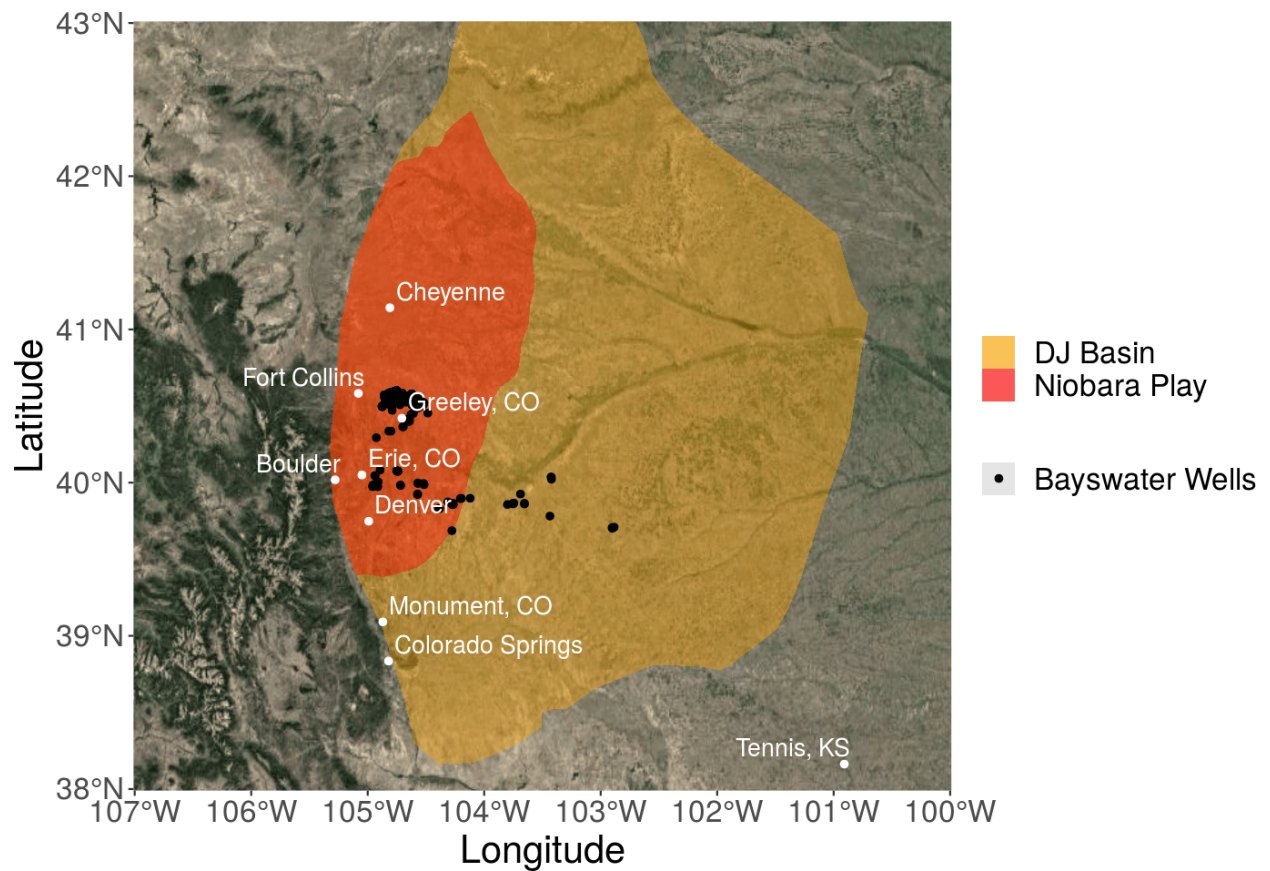 43°N
42°N
41°N
40°N
39°N
38°N
Latitude
Cheyenne
Fort Collins
Greeley, CO
Boulder
Erie, CO
Denver
Monument, CO
Colorado Springs
Tennis, KS
107°W 106°W 105°W 104°W 103°W 102°W 101°W 100°W
Longitude
DJ Basin
Niobara Play
Bayswater Wells